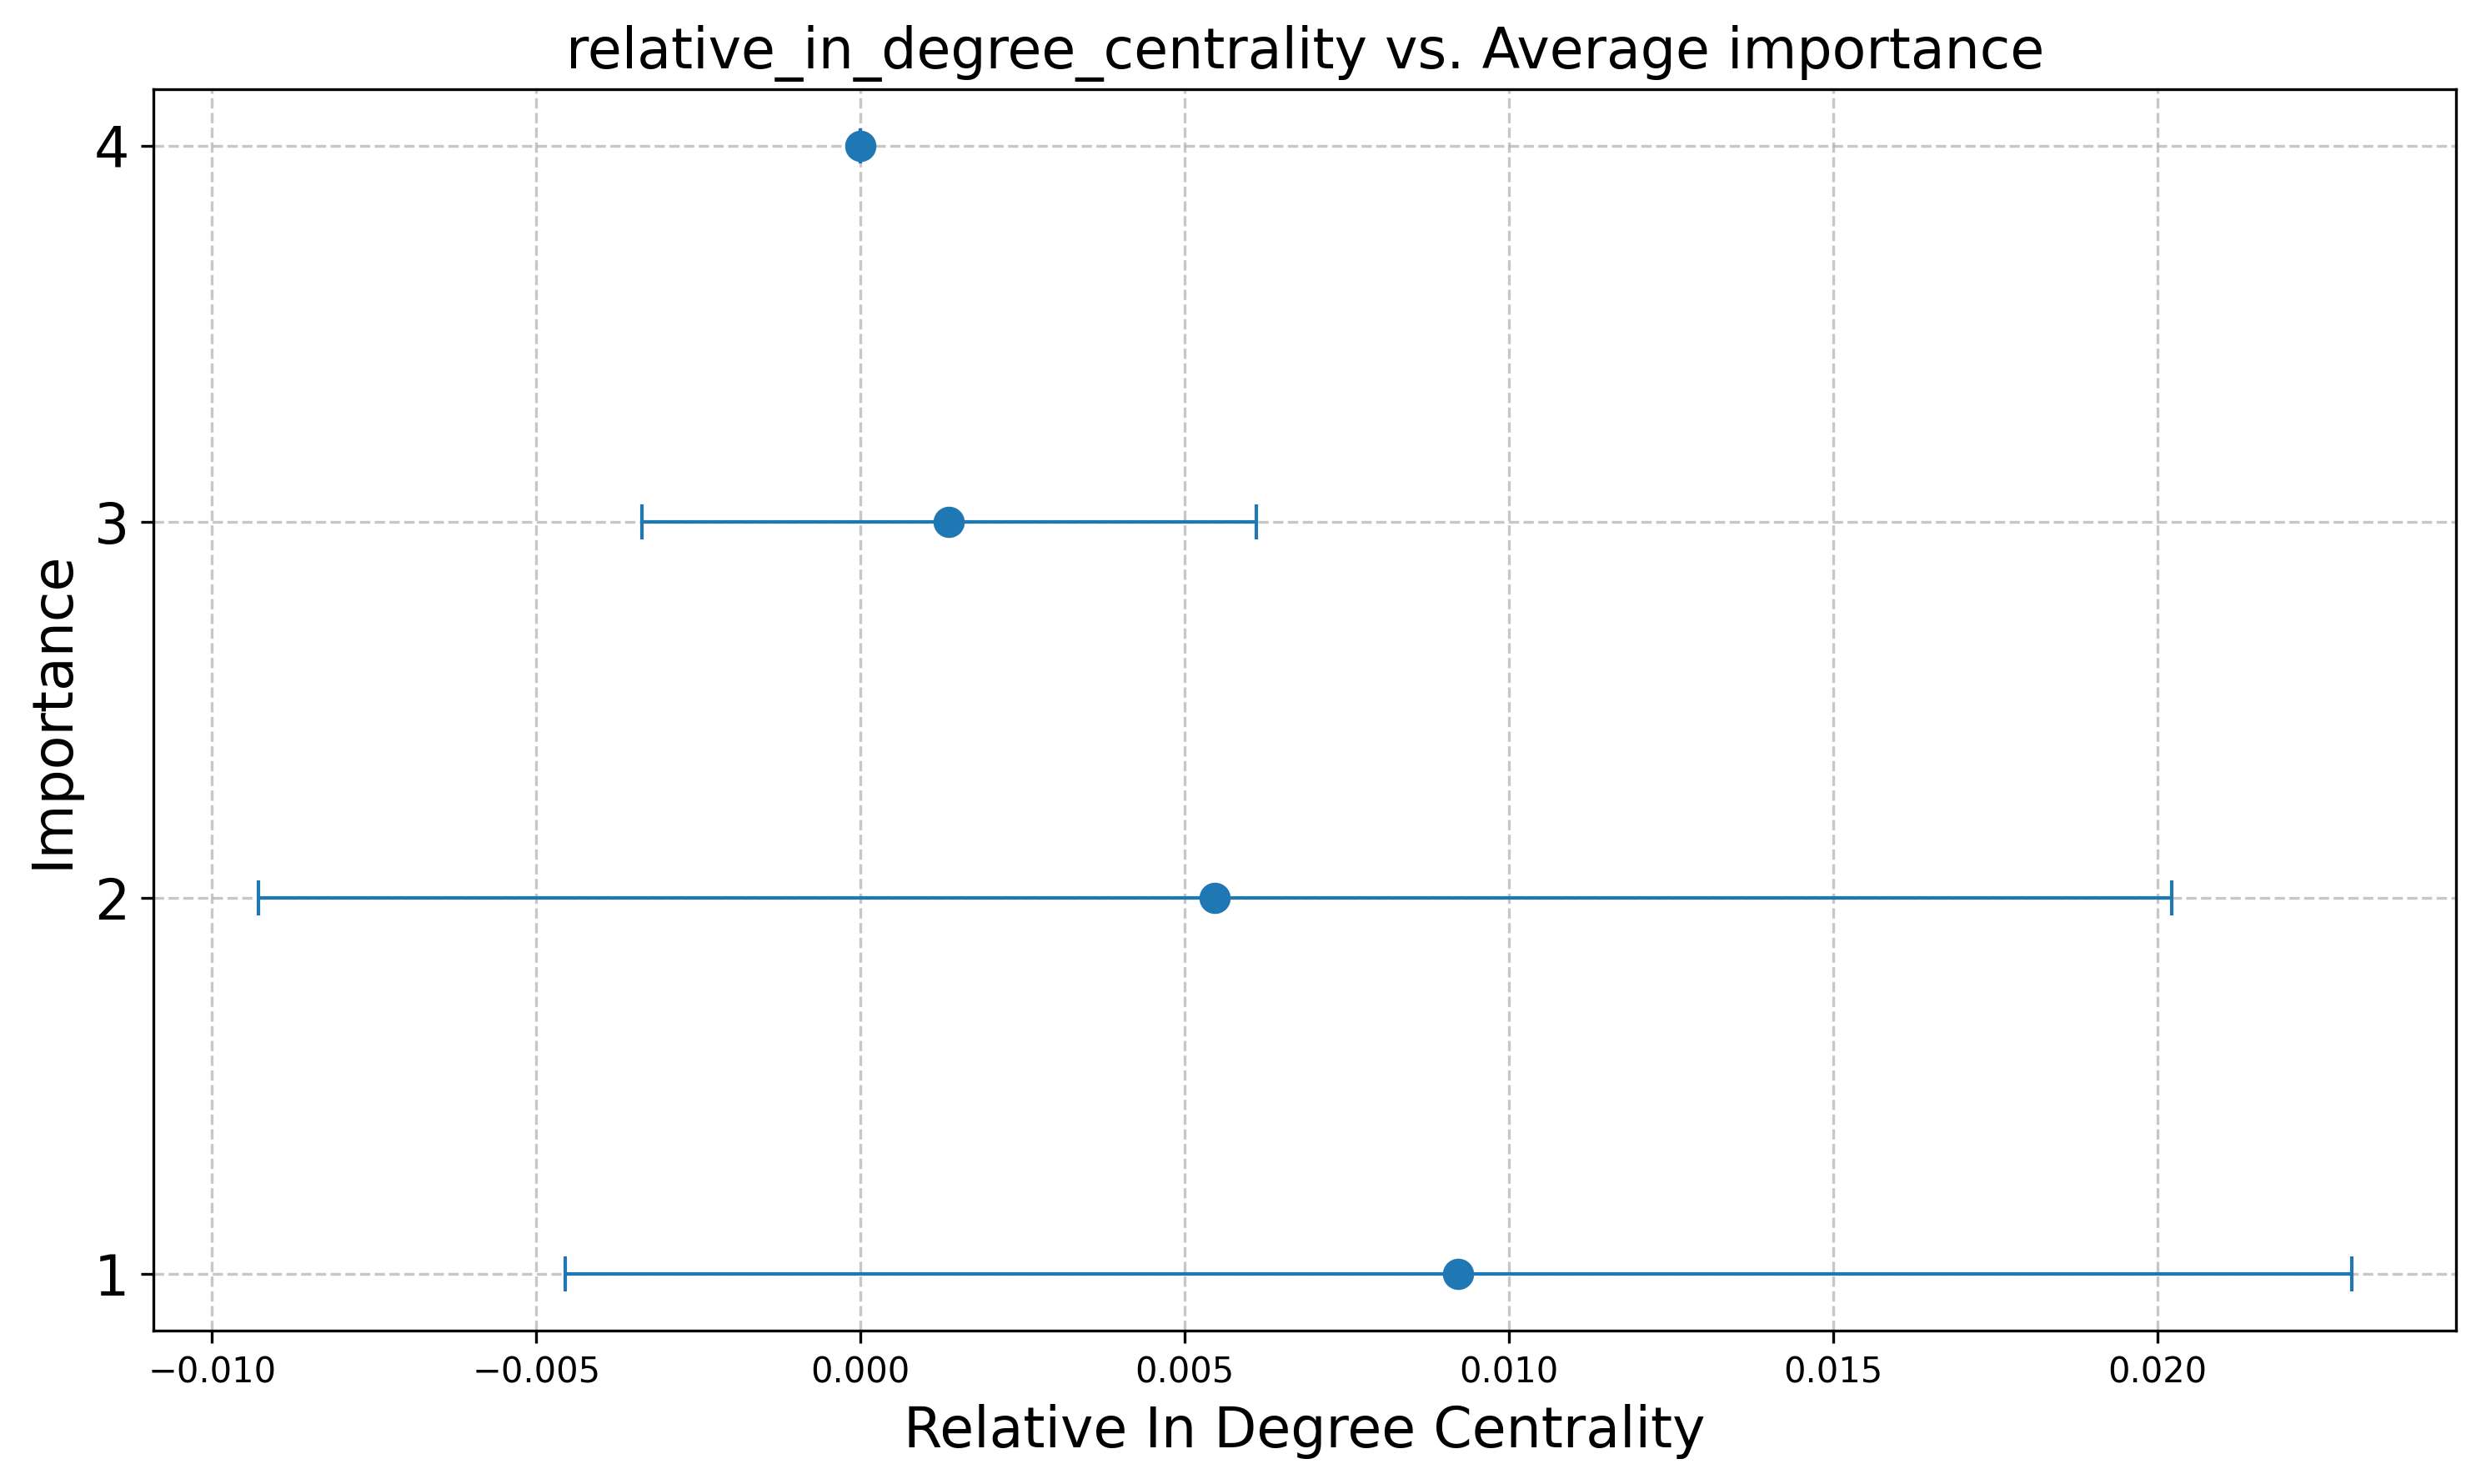 relative_in_degree_centrality vs. Average importance
4
3
2
1
Importance
−0.010 −0.005 0.000 0.005 0.010 0.015 0.020
Relative In Degree Centrality